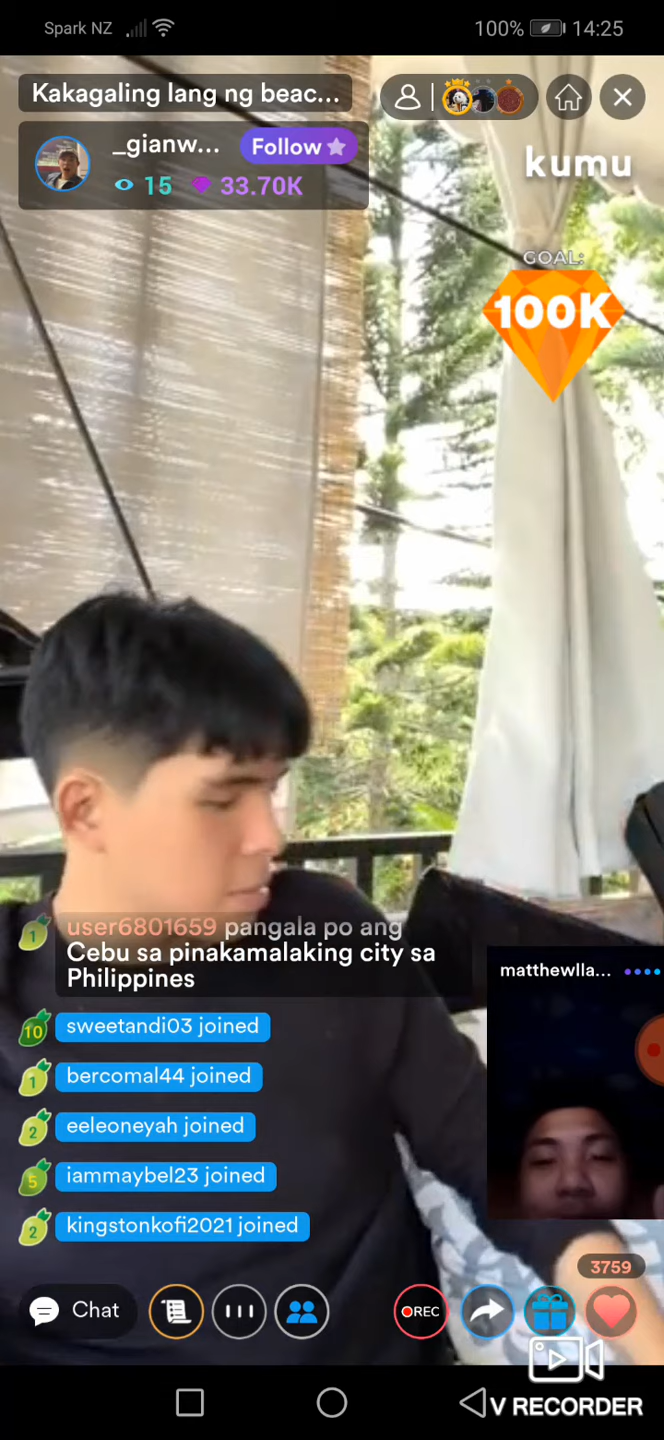 Spark NZ
100%
14:25
Kakagaling lang ng beac...
_gianw...
Follow
15
33.70K
kumu
GOAL:
100K
1 user6801659 pangala po ang
Cebu sa pinakamalaking city sa
Philippines
matthewlla...
10 sweetandi03 joined
1 bercomal44 joined
2 eeleoneyah joined
5 iammaybel23 joined
2 kingstonkofi2021 joined
3759
Chat
REC
V RECORDER